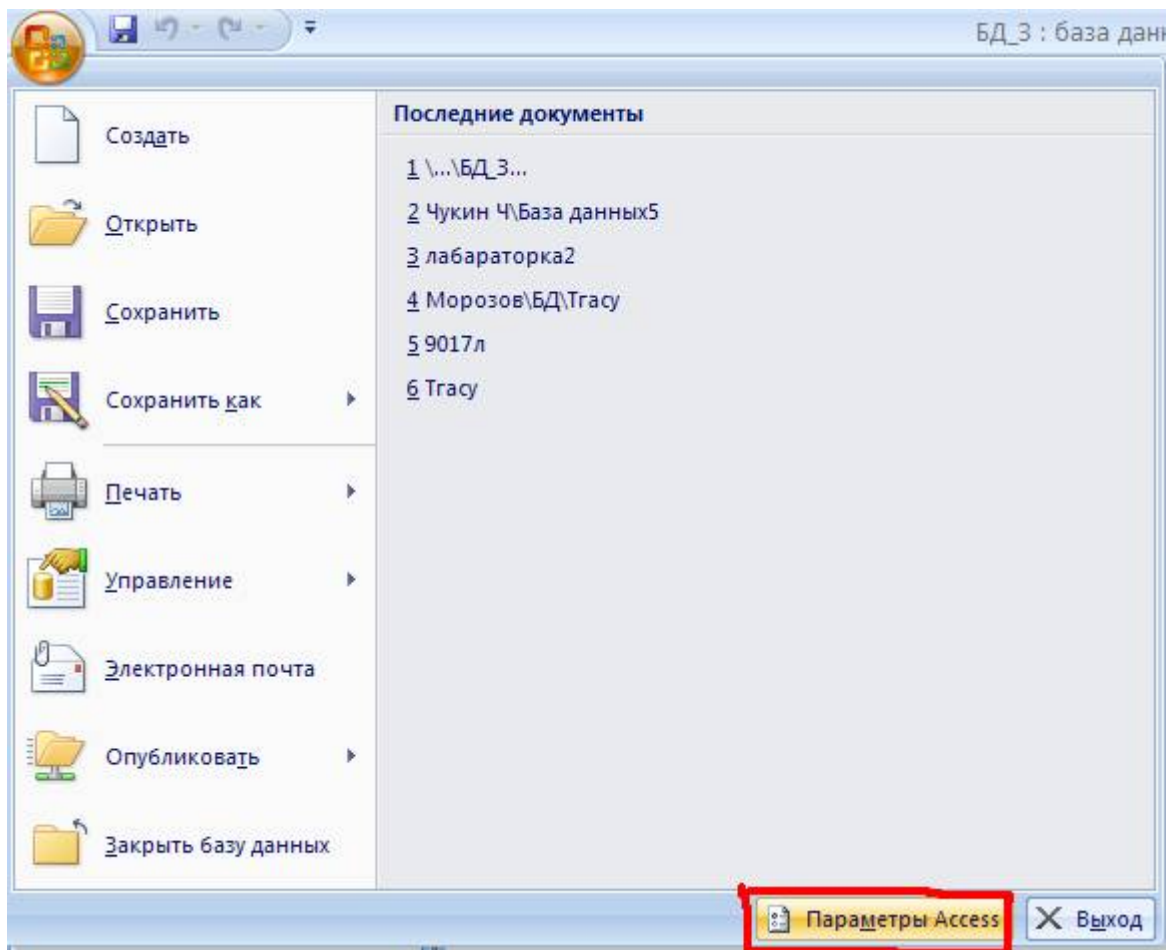 БД_3 : база данн
Создать
Открыть
Сохранить
Сохранить как
Печать
Управление
Электронная почта
Опубликовать
Закрыть базу данных
Последние документы
1 \...\БД_3...
2 Чукин Ч\База данных5
3 лабараторка2
4 Морозов\БД\Tracy
5 9017л
6 Tracy
Параметры Access
Выход